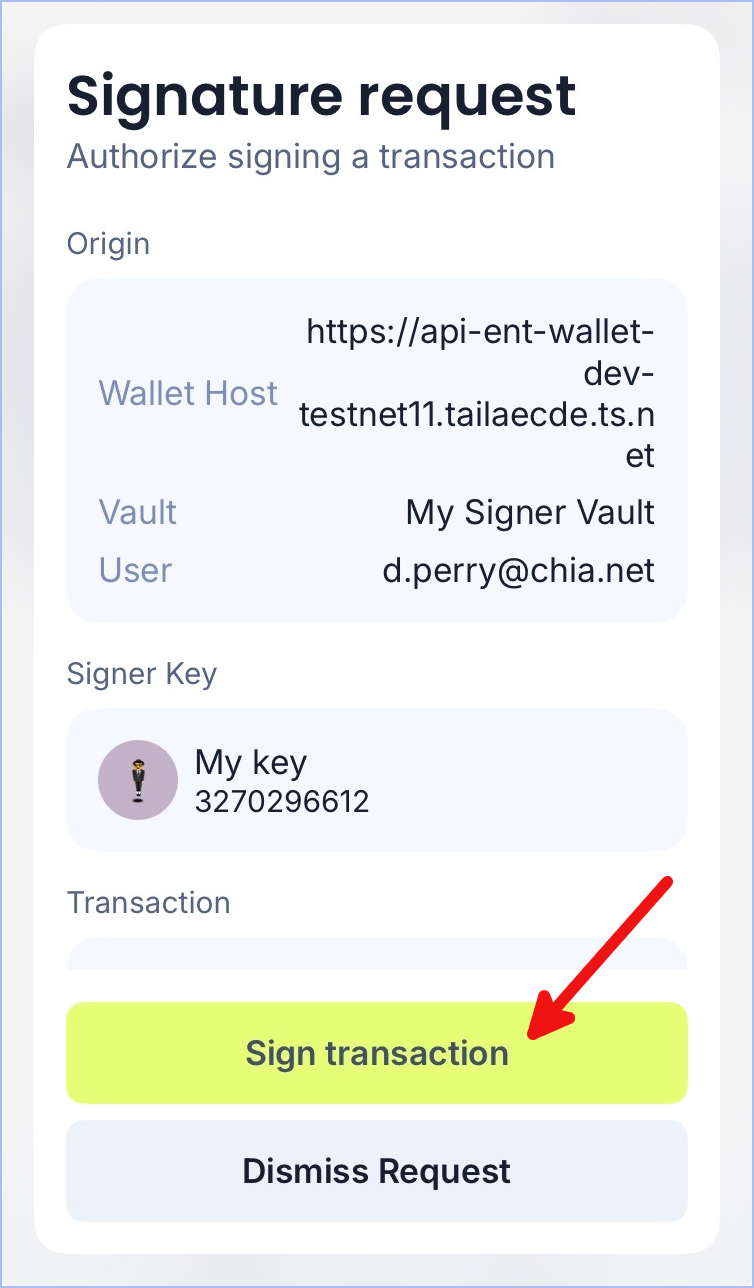 Signature request
Authorize signing a transaction
Origin
Wallet Host
https://api-ent-wallet-
dev-
testnet11.tailaecde.ts.n
et
Vault
My Signer Vault
User
d.perry@chia.net
Signer Key
My key
3270296612
Transaction
Sign transaction
Dismiss Request